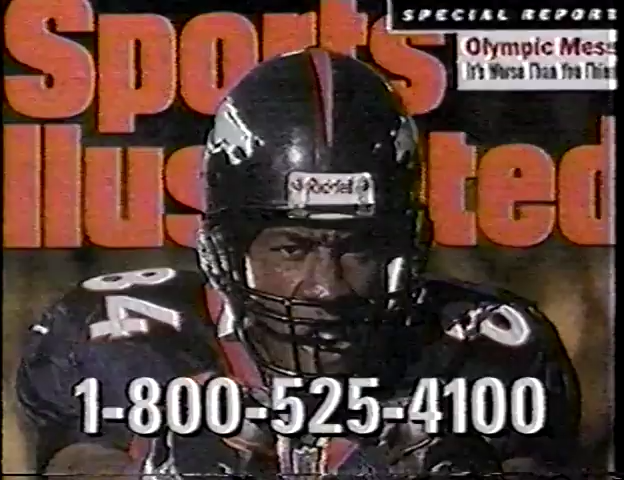 SPECIAL REPORT
Sports
Olympic Mess
It's Worse Than You Think
Illustrated
Riddell
84
1-800-525-4100